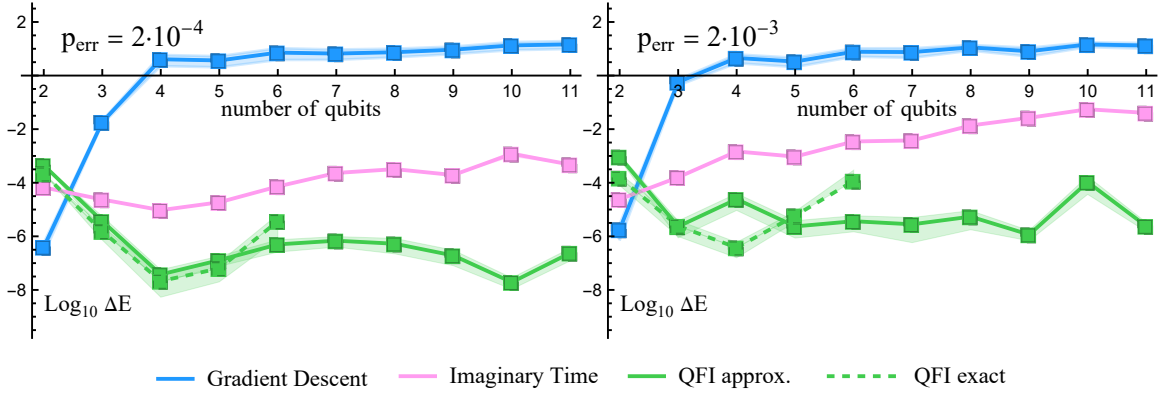 2
p_err = 2·10⁻⁴
2 3 4 5 6 7 8 9 10 11
number of qubits
−2
−4
−6
−8
Log₁₀ ΔE
2
p_err = 2·10⁻³
2 3 4 5 6 7 8 9 10 11
number of qubits
−2
−4
−6
−8
Log₁₀ ΔE
Gradient Descent Imaginary Time QFI approx. QFI exact